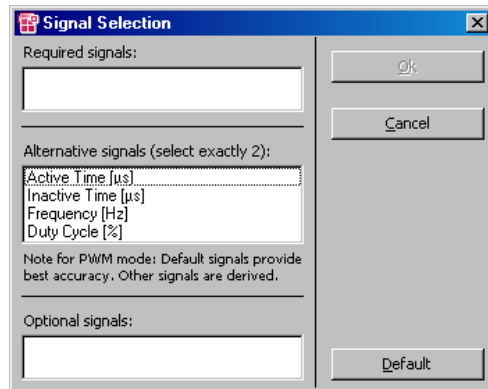 Signal Selection
Required signals:
Ok
Cancel
Alternative signals (select exactly 2):
Active Time [µs]
Inactive Time [µs]
Frequency [Hz]
Duty Cycle [%]
Note for PWM mode: Default signals provide
best accuracy. Other signals are derived.
Optional signals:
Default